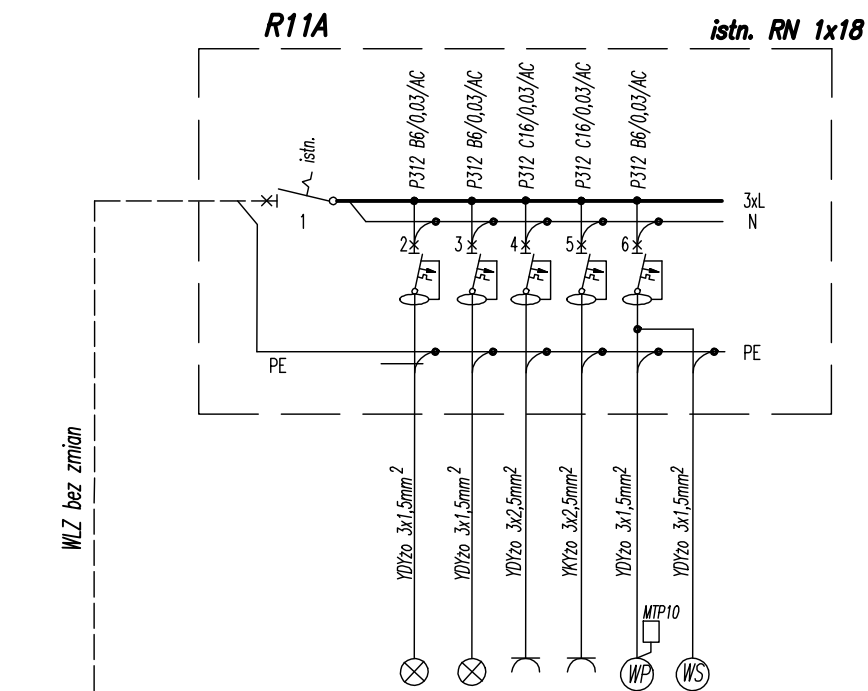 R11A
istn. RN 1x18
P312 B6/0,03/AC
P312 B6/0,03/AC
P312 C16/0,03/AC
P312 C16/0,03/AC
P312 B6/0,03/AC
istn.
1
3xL
N
2
3
4
5
6
PE
PE
WLZ bez zmian
YDYżo 3x1,5mm²
YDYżo 3x1,5mm²
YDYżo 3x2,5mm²
YKYżo 3x2,5mm²
YDYżo 3x1,5mm²
YDYżo 3x1,5mm²
MTP10
WP
WS